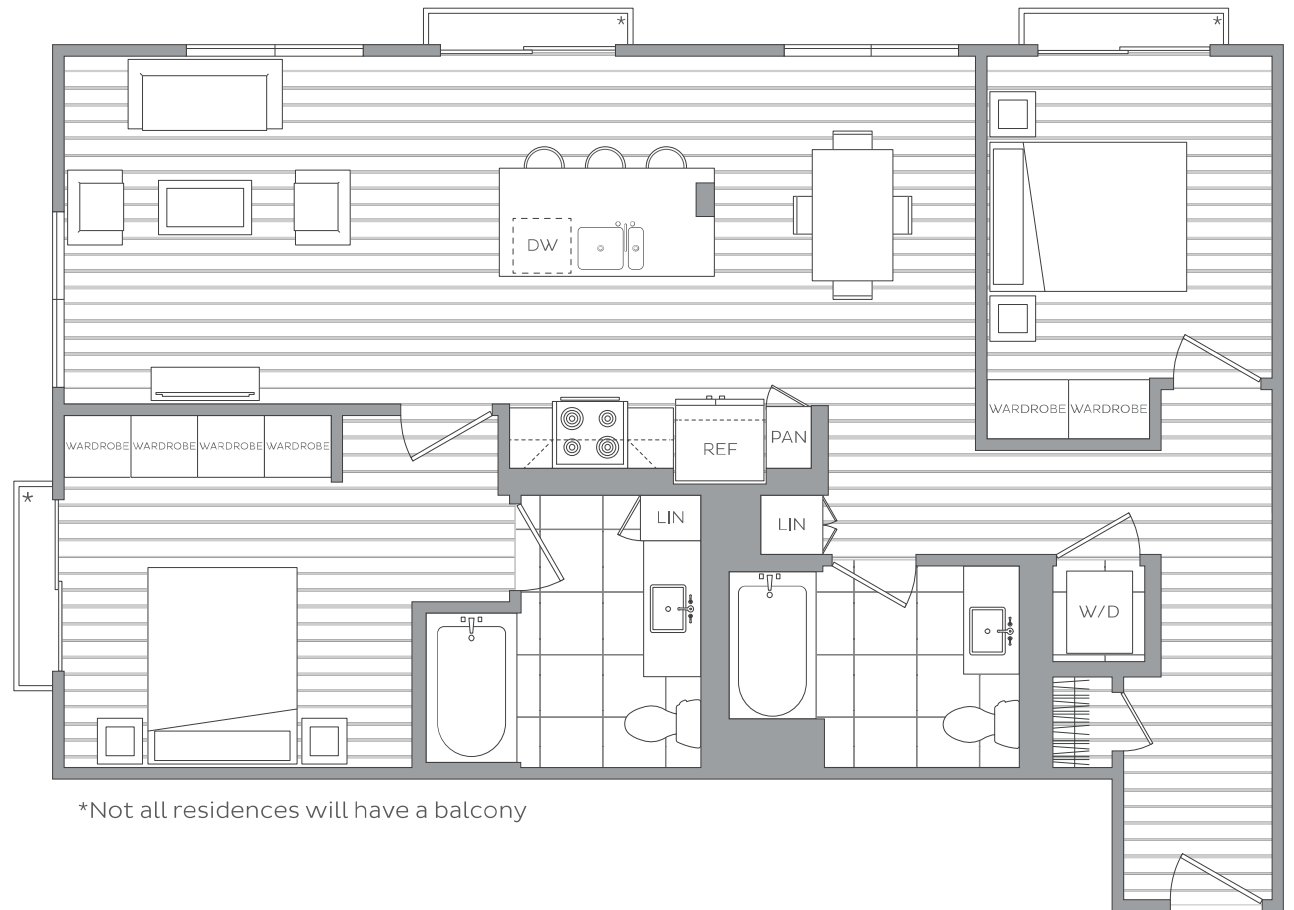 *
*
DW
WARDROBE WARDROBE
WARDROBE WARDROBE WARDROBE WARDROBE
REF
PAN
*
LIN
LIN
W/D
*Not all residences will have a balcony